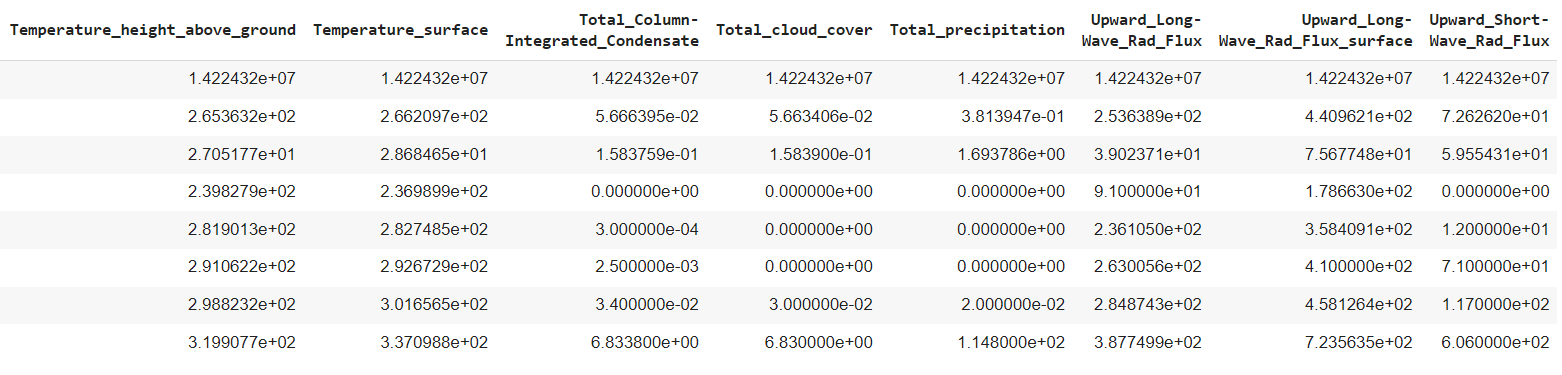 Temperature_height_above_ground Temperature_surface Total_Column-Integrated_Condensate Total_cloud_cover Total_precipitation Upward_Long-Wave_Rad_Flux Upward_Long-Wave_Rad_Flux_surface Upward_Short-Wave_Rad_Flux
1.422432e+07 1.422432e+07 1.422432e+07 1.422432e+07 1.422432e+07 1.422432e+07 1.422432e+07 1.422432e+07
2.653632e+02 2.662097e+02 5.666395e-02 5.663406e-02 3.813947e-01 2.536389e+02 4.409621e+02 7.262620e+01
2.705177e+01 2.868465e+01 1.583759e-01 1.583900e-01 1.693786e+00 3.902371e+01 7.567748e+01 5.955431e+01
2.398279e+02 2.369899e+02 0.000000e+00 0.000000e+00 0.000000e+00 9.100000e+01 1.786630e+02 0.000000e+00
2.819013e+02 2.827485e+02 3.000000e-04 0.000000e+00 0.000000e+00 2.361050e+02 3.584091e+02 1.200000e+01
2.910622e+02 2.926729e+02 2.500000e-03 0.000000e+00 0.000000e+00 2.630056e+02 4.100000e+02 7.100000e+01
2.988232e+02 3.016565e+02 3.400000e-02 3.000000e-02 2.000000e-02 2.848743e+02 4.581264e+02 1.170000e+02
3.199077e+02 3.370988e+02 6.833800e+00 6.830000e+00 1.148000e+02 3.877499e+02 7.235635e+02 6.060000e+02